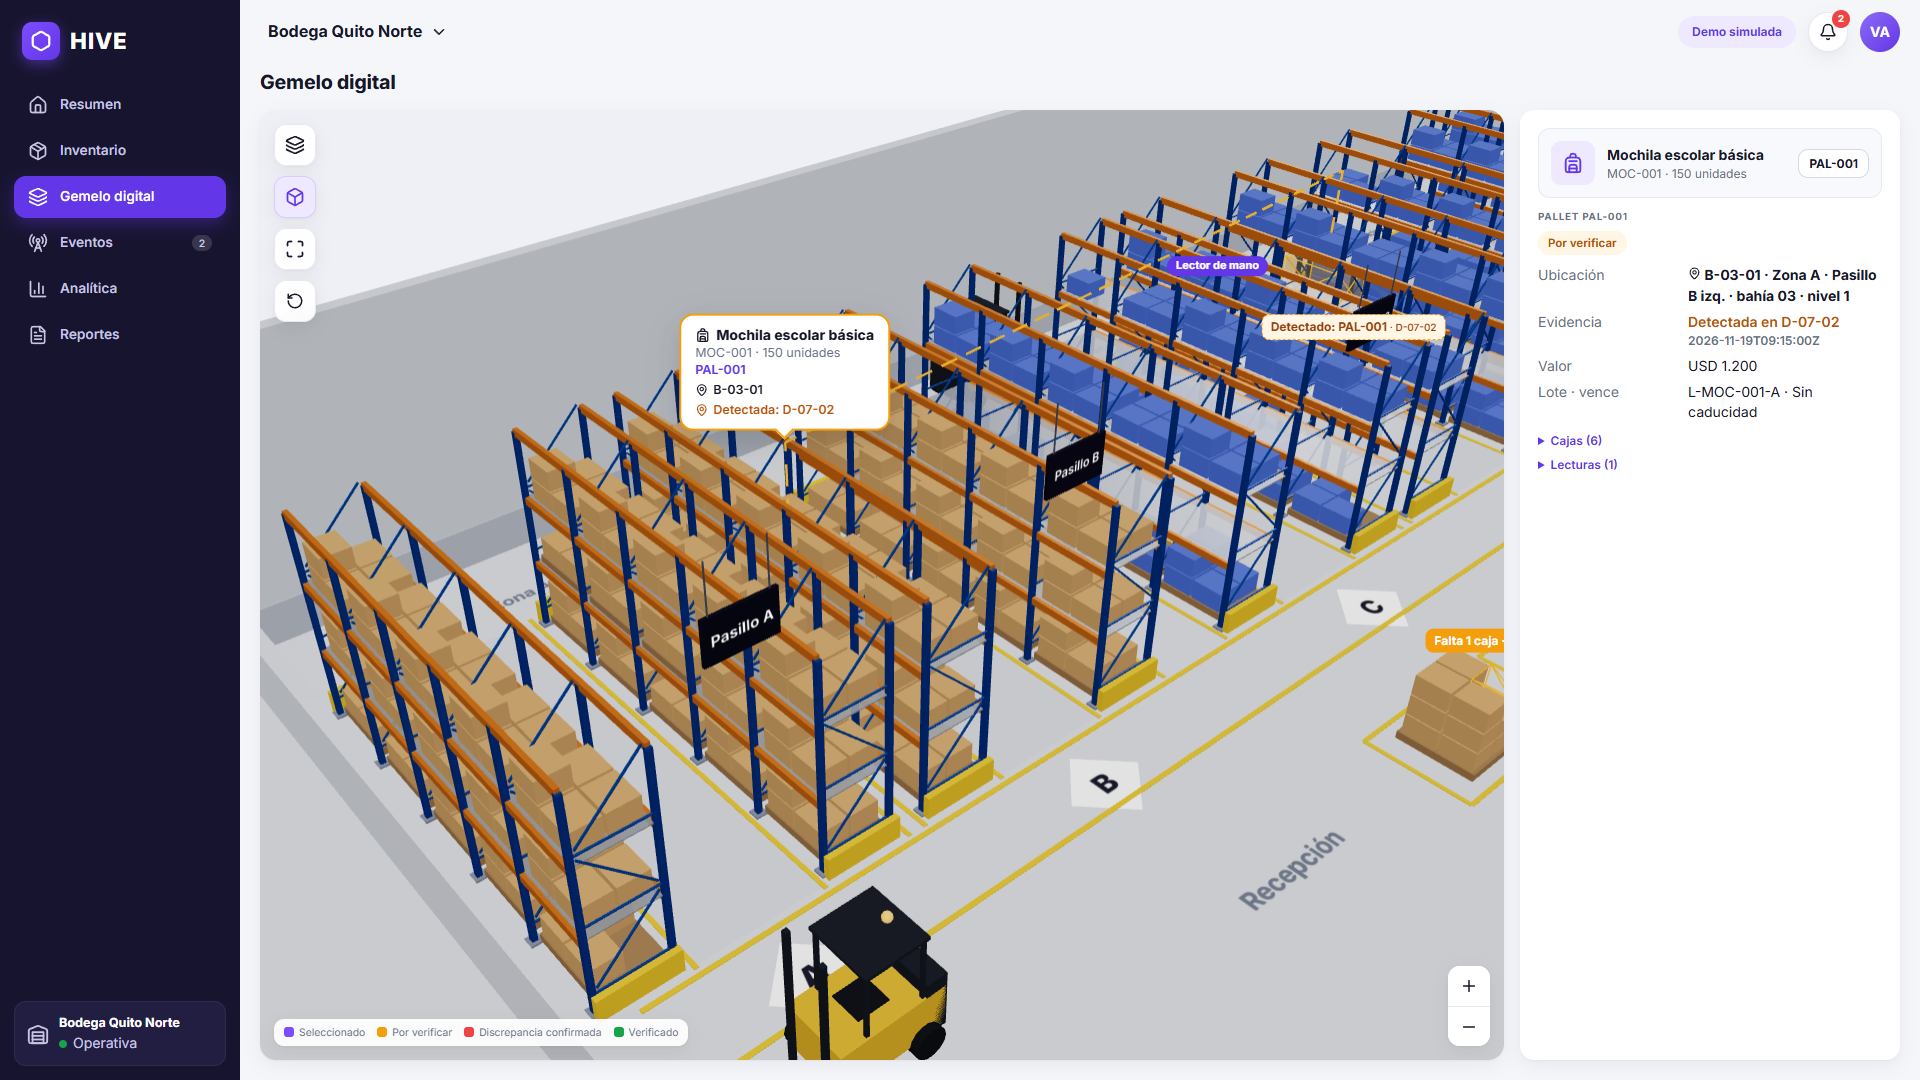 HIVE
Resumen
Inventario
Gemelo digital
Eventos
2
Analítica
Reportes
Bodega Quito Norte
Operativa
Bodega Quito Norte
Demo simulada
2
VA
Gemelo digital
Mochila escolar básica
MOC-001 · 150 unidades
PAL-001
B-03-01
Detectada: D-07-02
Lector de mano
Detectado: PAL-001 · D-07-02
Pasillo B
Pasillo A
ona
C
Falta 1 caja
B
Recepción
A
Seleccionado
Por verificar
Discrepancia confirmada
Verificado
+
−
Mochila escolar básica
MOC-001 · 150 unidades
PAL-001
PALLET PAL-001
Por verificar
Ubicación
B-03-01 · Zona A · Pasillo
B izq. · bahía 03 · nivel 1
Evidencia
Detectada en D-07-02
2026-11-19T09:15:00Z
Valor
USD 1.200
Lote · vence
L-MOC-001-A · Sin
caducidad
Cajas (6)
Lecturas (1)